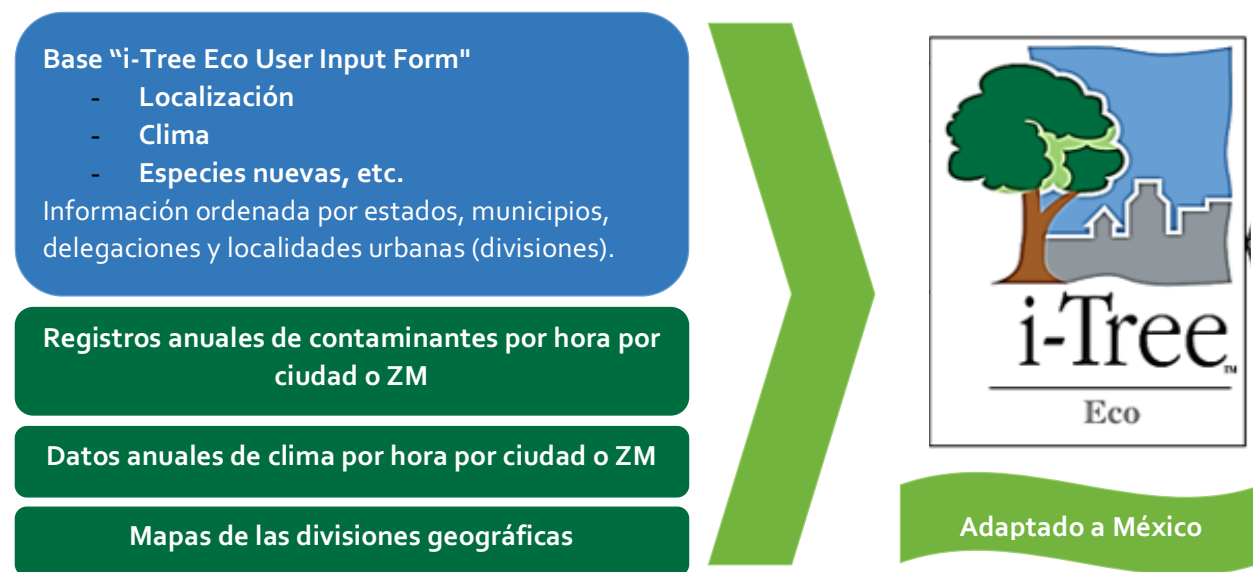 Base “i-Tree Eco User Input Form"
- Localización
- Clima
- Especies nuevas, etc.
Información ordenada por estados, municipios,
delegaciones y localidades urbanas (divisiones).
Registros anuales de contaminantes por hora por
ciudad o ZM
Datos anuales de clima por hora por ciudad o ZM
Mapas de las divisiones geográficas
i-Tree™
Eco
Adaptado a México